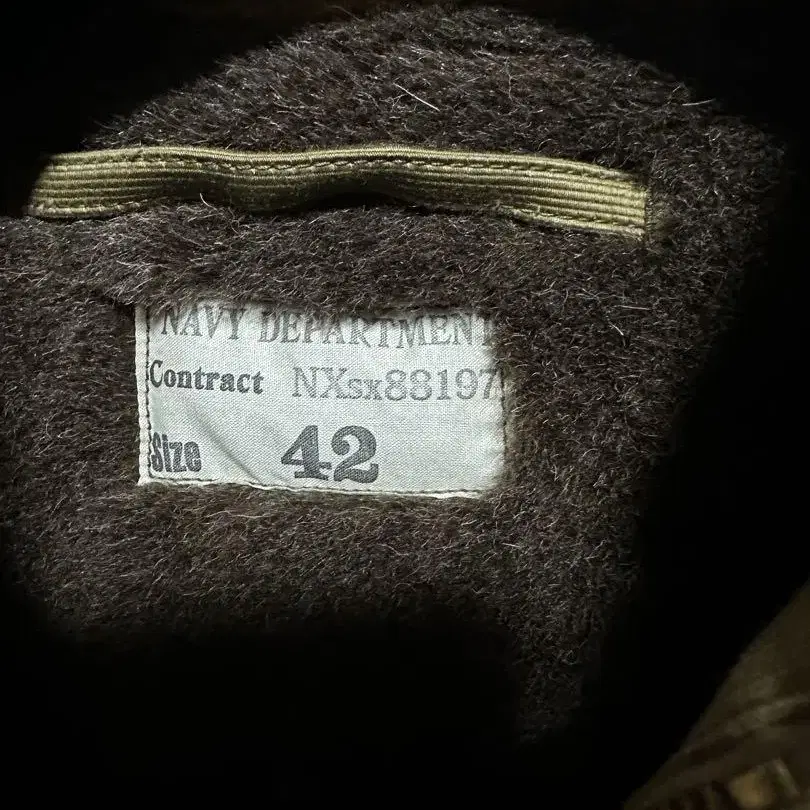 NAVY DEPARTMENT
Contract NXsx88197
Size 42